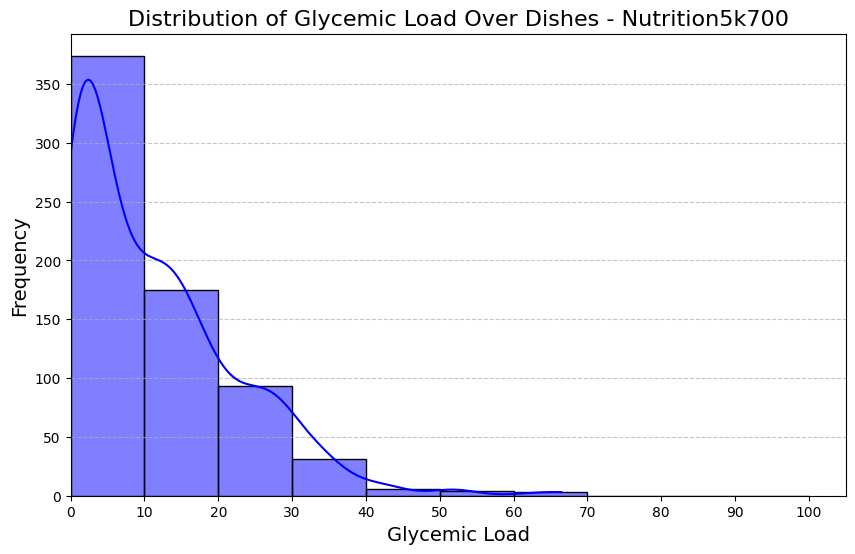 Distribution of Glycemic Load Over Dishes - Nutrition5k700
350
300
250
200
150
100
50
0
Frequency
0 10 20 30 40 50 60 70 80 90 100
Glycemic Load